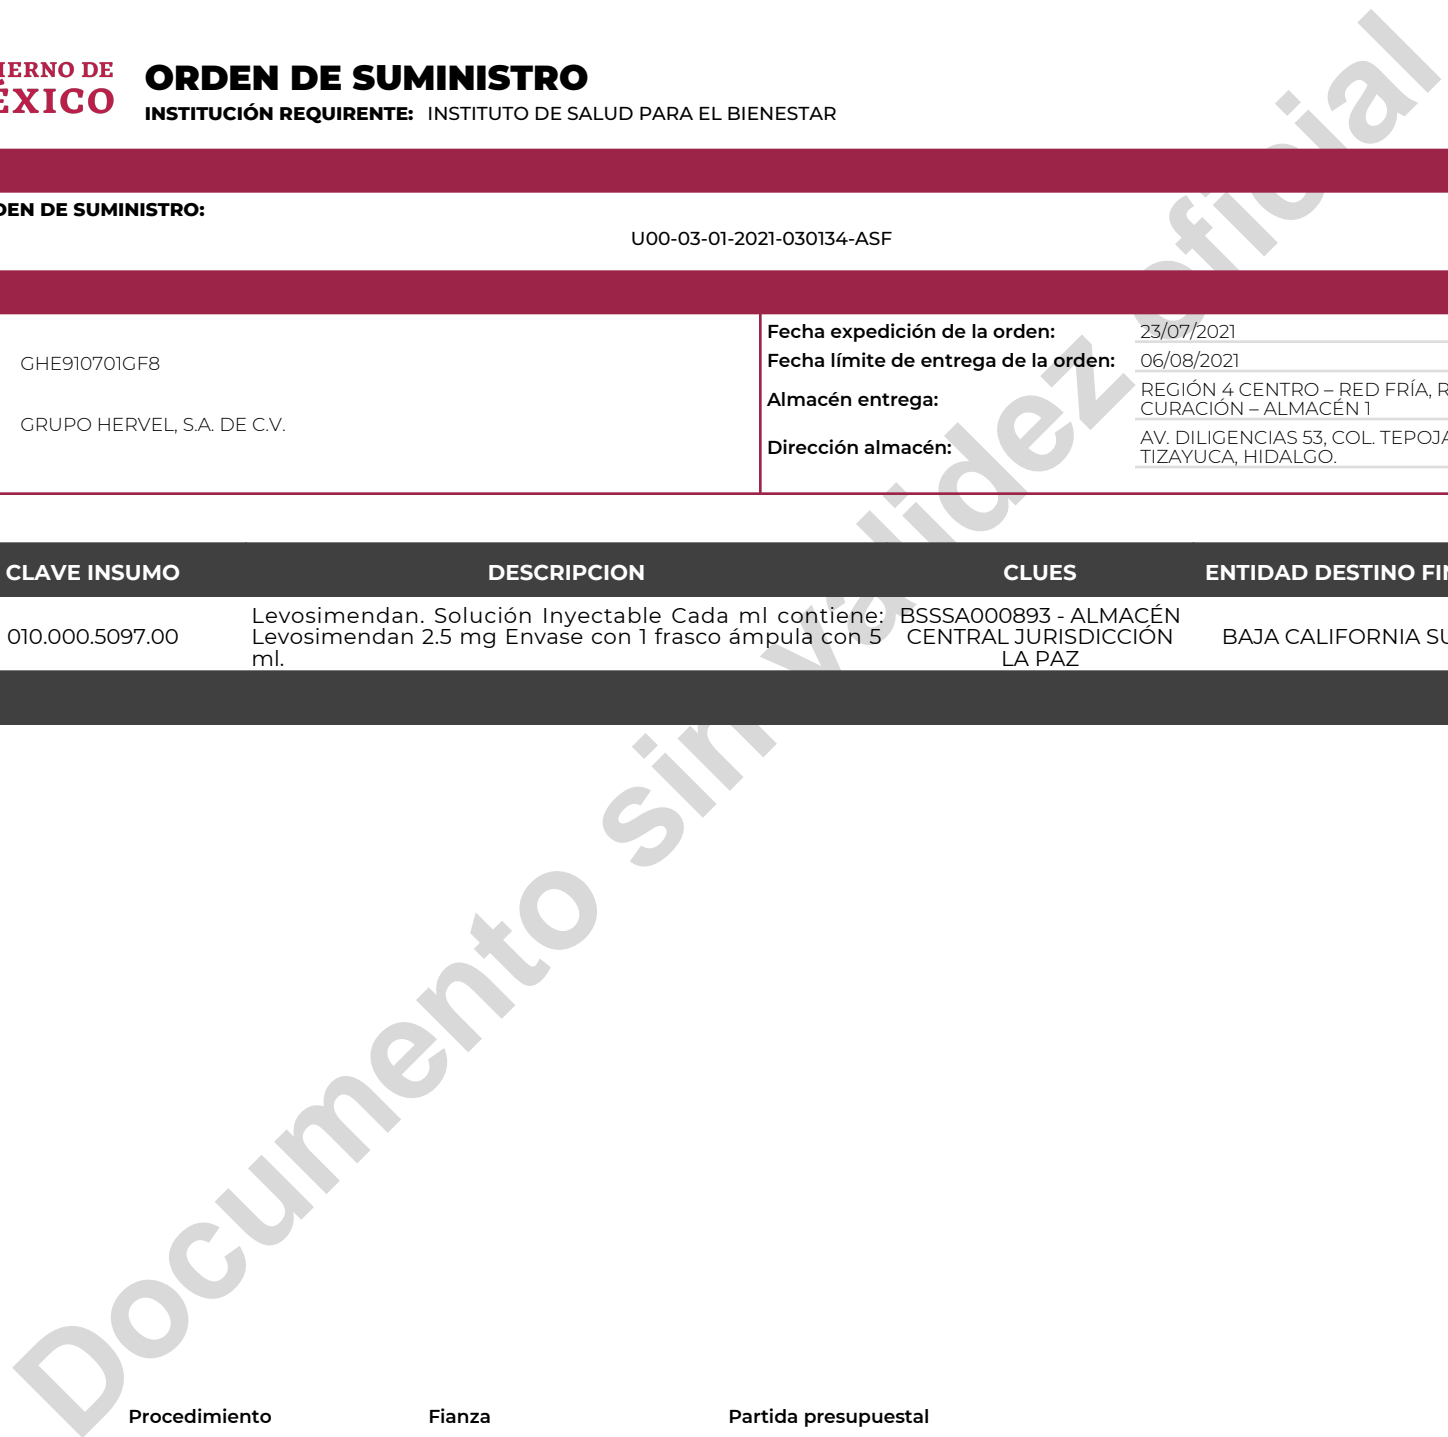 IERNO DE
ÉXICO
ORDEN DE SUMINISTRO
INSTITUCIÓN REQUIRENTE: INSTITUTO DE SALUD PARA EL BIENESTAR
DEN DE SUMINISTRO:
U00-03-01-2021-030134-ASF
GHE910701GF8
GRUPO HERVEL, S.A. DE C.V.
Fecha expedición de la orden: 23/07/2021
Fecha límite de entrega de la orden: 06/08/2021
Almacén entrega: REGIÓN 4 CENTRO – RED FRÍA, R
CURACIÓN – ALMACÉN 1
Dirección almacén: AV. DILIGENCIAS 53, COL. TEPOJA
TIZAYUCA, HIDALGO.
CLAVE INSUMO DESCRIPCION CLUES ENTIDAD DESTINO FIN
010.000.5097.00
Levosimendan. Solución Inyectable Cada ml contiene:
Levosimendan 2.5 mg Envase con 1 frasco ámpula con 5
ml.
BSSSA000893 - ALMACÉN
CENTRAL JURISDICCIÓN
LA PAZ
BAJA CALIFORNIA SU
Documento sin validez oficial
Procedimiento Fianza Partida presupuestal